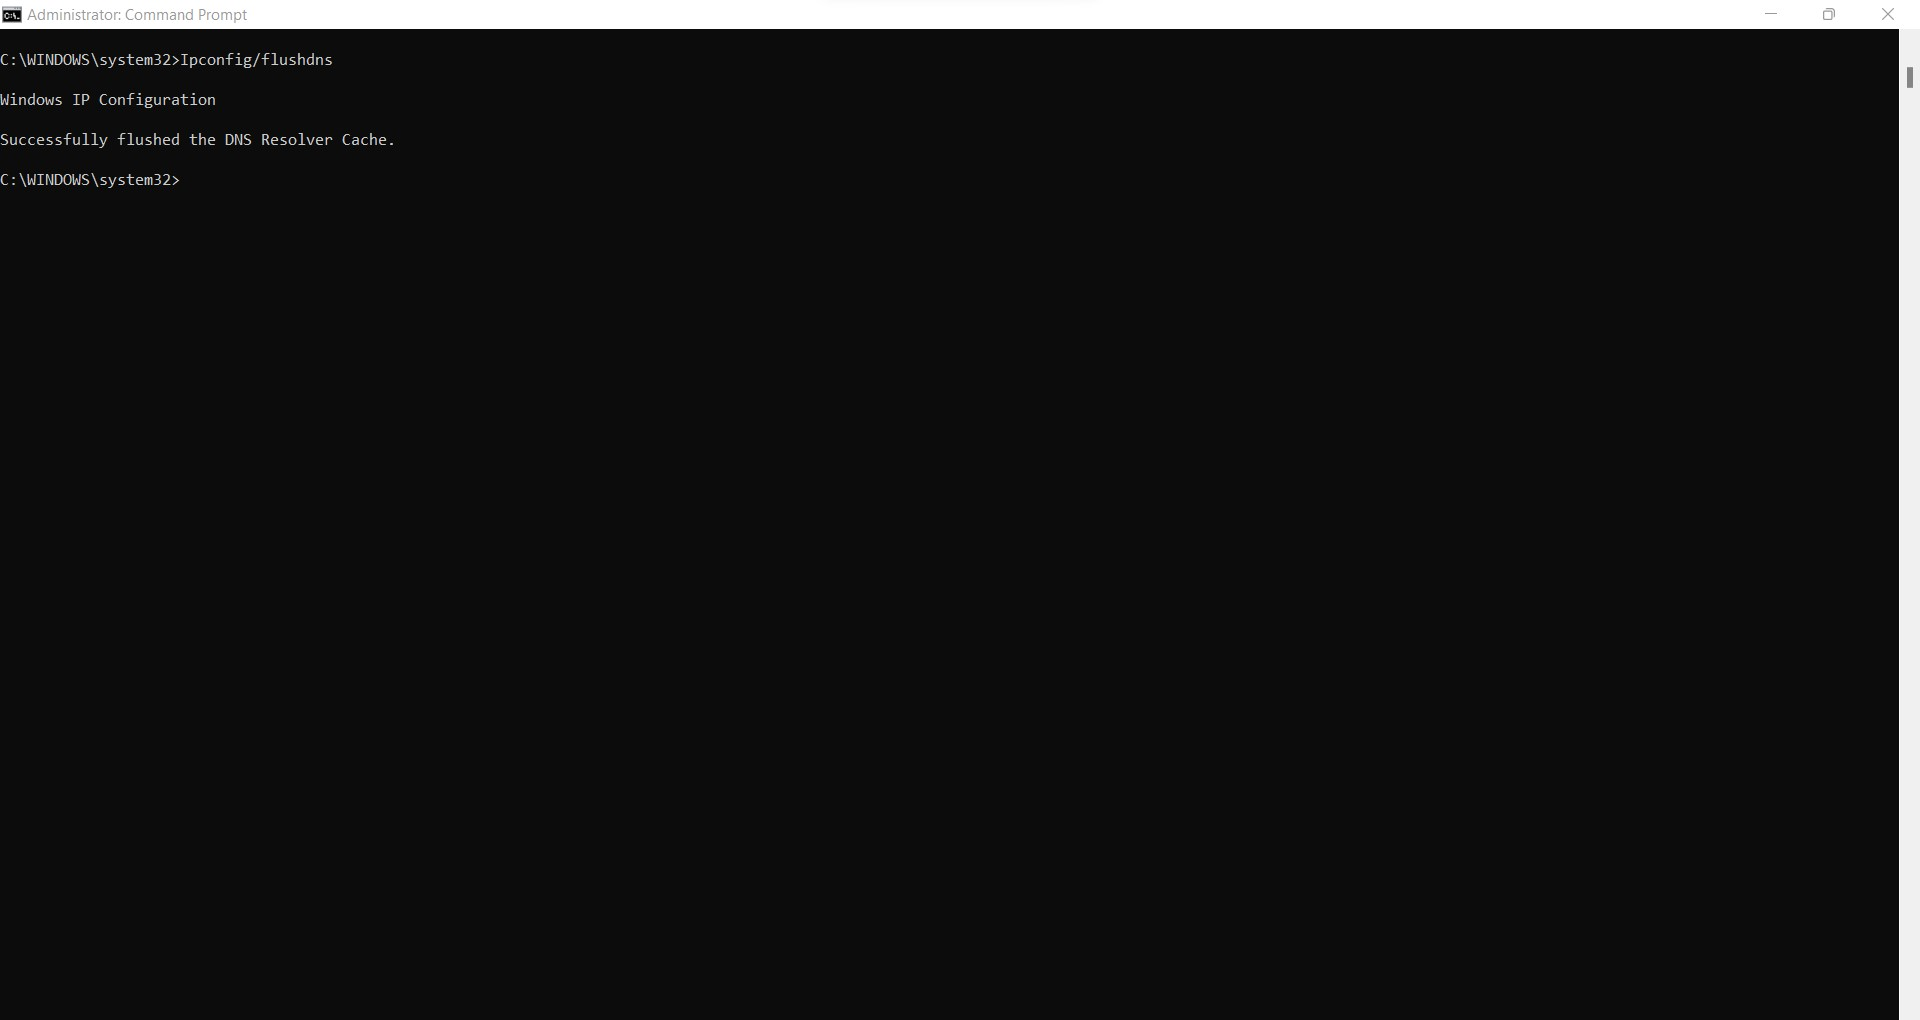 Administrator: Command Prompt
C:\WINDOWS\system32>Ipconfig/flushdns
Windows IP Configuration
Successfully flushed the DNS Resolver Cache.
C:\WINDOWS\system32>